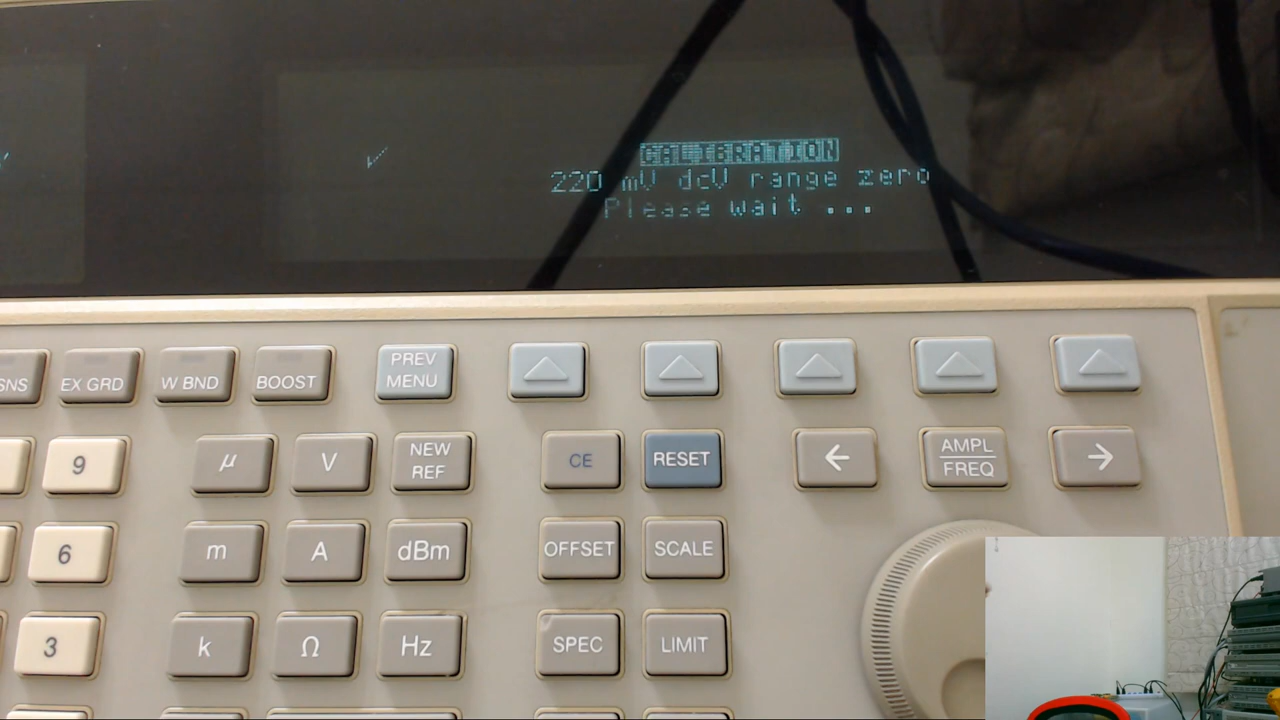 CALIBRATION
220 mV dcV range zero
Please wait ...
SNS
EX GRD
W BND
BOOST
PREV
MENU
9
µ
V
NEW
REF
CE
RESET
←
AMPL
FREQ
→
6
m
A
dBm
OFFSET
SCALE
3
k
Ω
Hz
SPEC
LIMIT